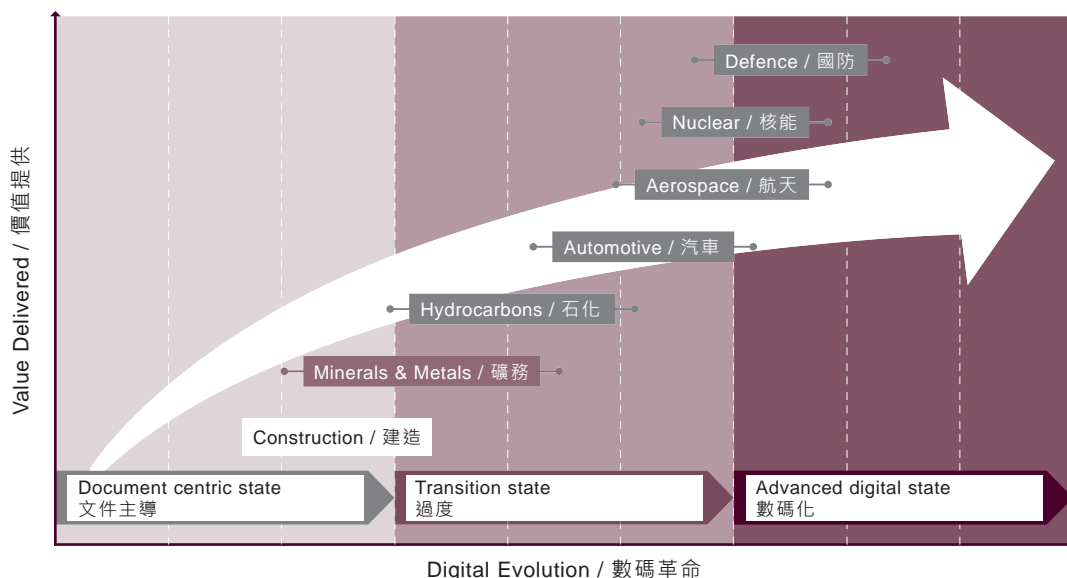 Value Delivered / 價值提供
Defence / 國防
Nuclear / 核能
Aerospace / 航天
Automotive / 汽車
Hydrocarbons / 石化
Minerals & Metals / 礦務
Construction / 建造
Document centric state
文件主導
Transition state
過度
Advanced digital state
數碼化
Digital Evolution / 數碼革命